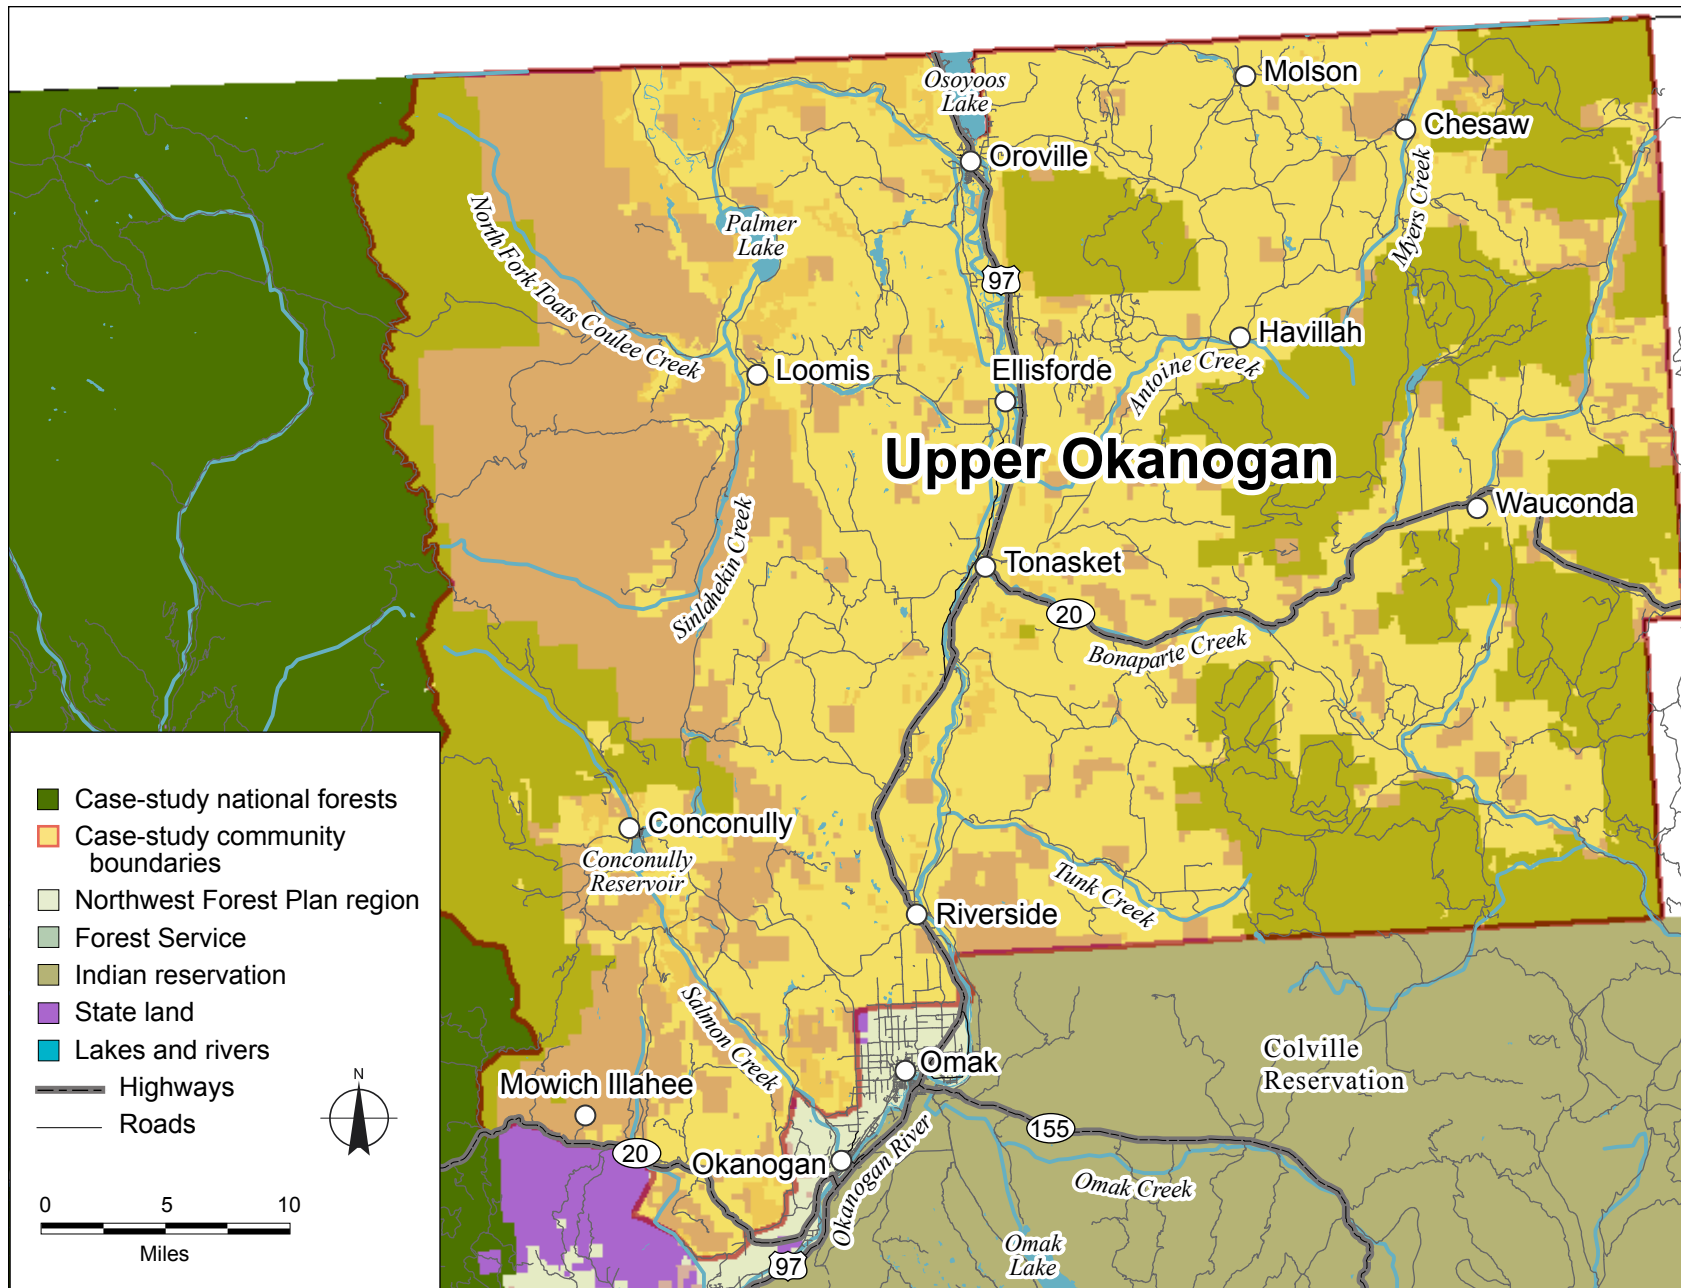 Osoyoos
Lake
Molson
Chesaw
Oroville
Myers Creek
Palmer
Lake
North Fork Toats Coulee Creek
97
Havillah
Loomis
Ellisforde
Antoine Creek
Upper Okanogan
Wauconda
Sinlahekin Creek
Tonasket
20
Bonaparte Creek
Conconully
Conconully
Reservoir
Tunk Creek
Riverside
Salmon Creek
Omak
Colville
Reservation
Mowich Illahee
20
155
Okanogan
Okanogan River
Omak Creek
Omak
Lake
97
Case-study national forests
Case-study community
boundaries
Northwest Forest Plan region
Forest Service
Indian reservation
State land
Lakes and rivers
Highways
Roads
N
0 5 10
Miles